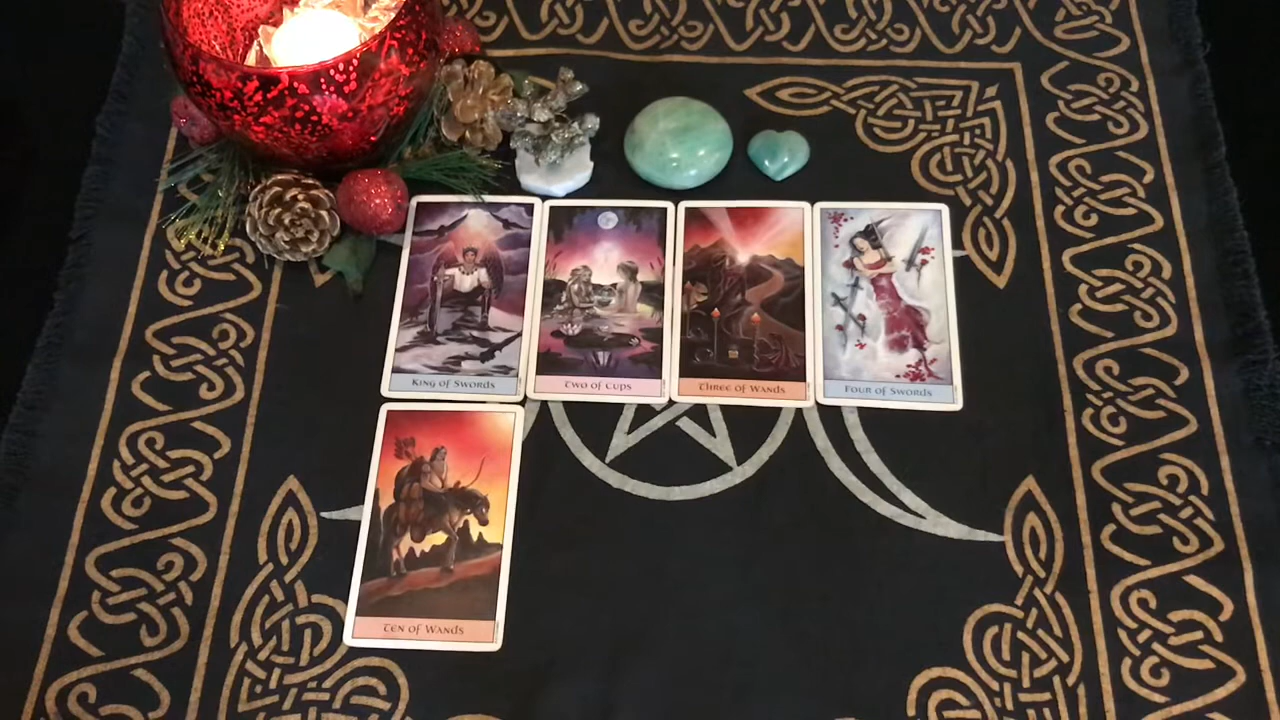 King of Swords
Two of Cups
Three of Wands
Four of Swords
Ten of Wands